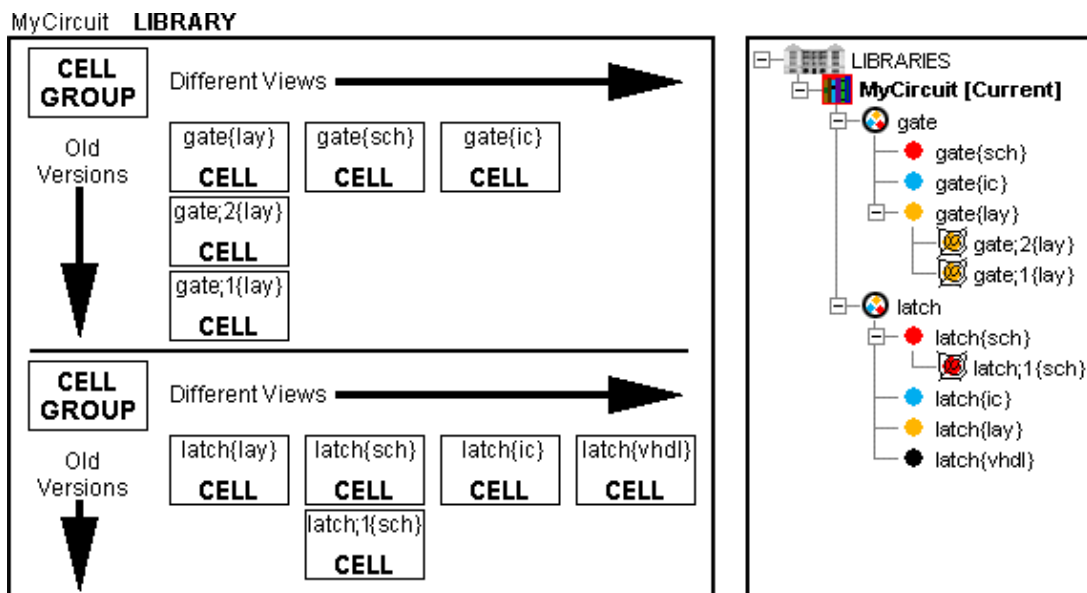 MyCircuit LIBRARY
CELL
GROUP
Different Views
Old
Versions
gate{lay}
CELL
gate{sch}
CELL
gate{ic}
CELL
gate;2{lay}
CELL
gate;1{lay}
CELL
CELL
GROUP
Different Views
Old
Versions
latch{lay}
CELL
latch{sch}
CELL
latch{ic}
CELL
latch{vhdl}
CELL
latch;1{sch}
CELL
LIBRARIES
MyCircuit [Current]
gate
gate{sch}
gate{ic}
gate{lay}
gate;2{lay}
gate;1{lay}
latch
latch{sch}
latch;1{sch}
latch{ic}
latch{lay}
latch{vhdl}